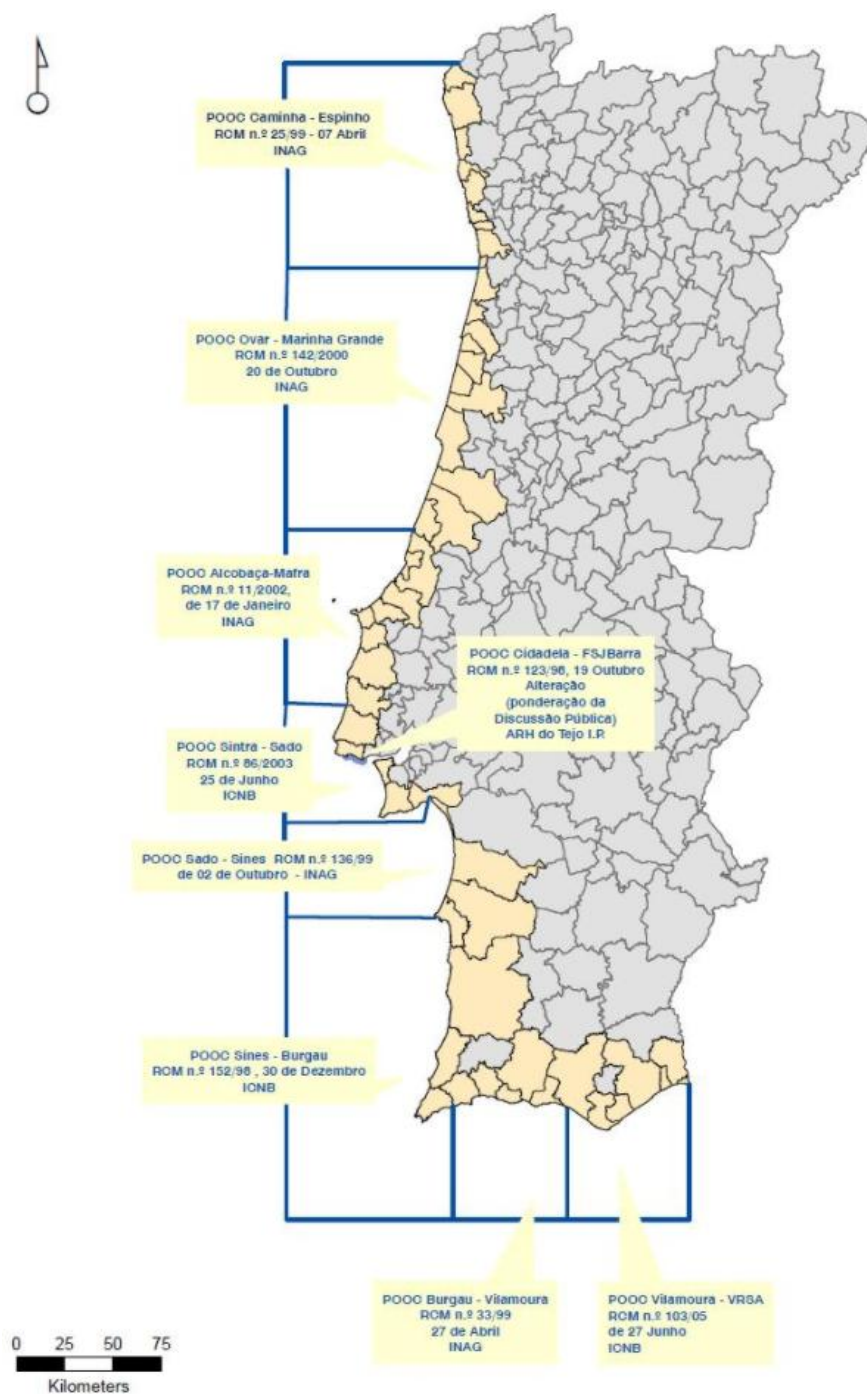 POOC Caminha - Espinho
RCM n.º 25/99 - 07 Abril
INAG
POOC Ovar - Marinha Grande
RCM n.º 142/2000
20 de Outubro
INAG
POOC Alcobaça-Mafra
RCM n.º 11/2002,
de 17 de Janeiro
INAG
POOC Cidadela - FSJBarra
RCM n.º 123/98, 19 Outubro
Alteração
(ponderação da
Discussão Pública)
ARH do Tejo I.P.
POOC Sintra - Sado
RCM n.º 86/2003
25 de Junho
ICNB
POOC Sado - Sines RCM n.º 136/99
de 02 de Outubro - INAG
POOC Sines - Burgau
RCM n.º 152/98 , 30 de Dezembro
ICNB
POOC Burgau - Vilamoura
RCM n.º 33/99
27 de Abril
INAG
POOC Vilamoura - VRSA
RCM n.º 103/05
de 27 Junho
ICNB
0 25 50 75
Kilometers